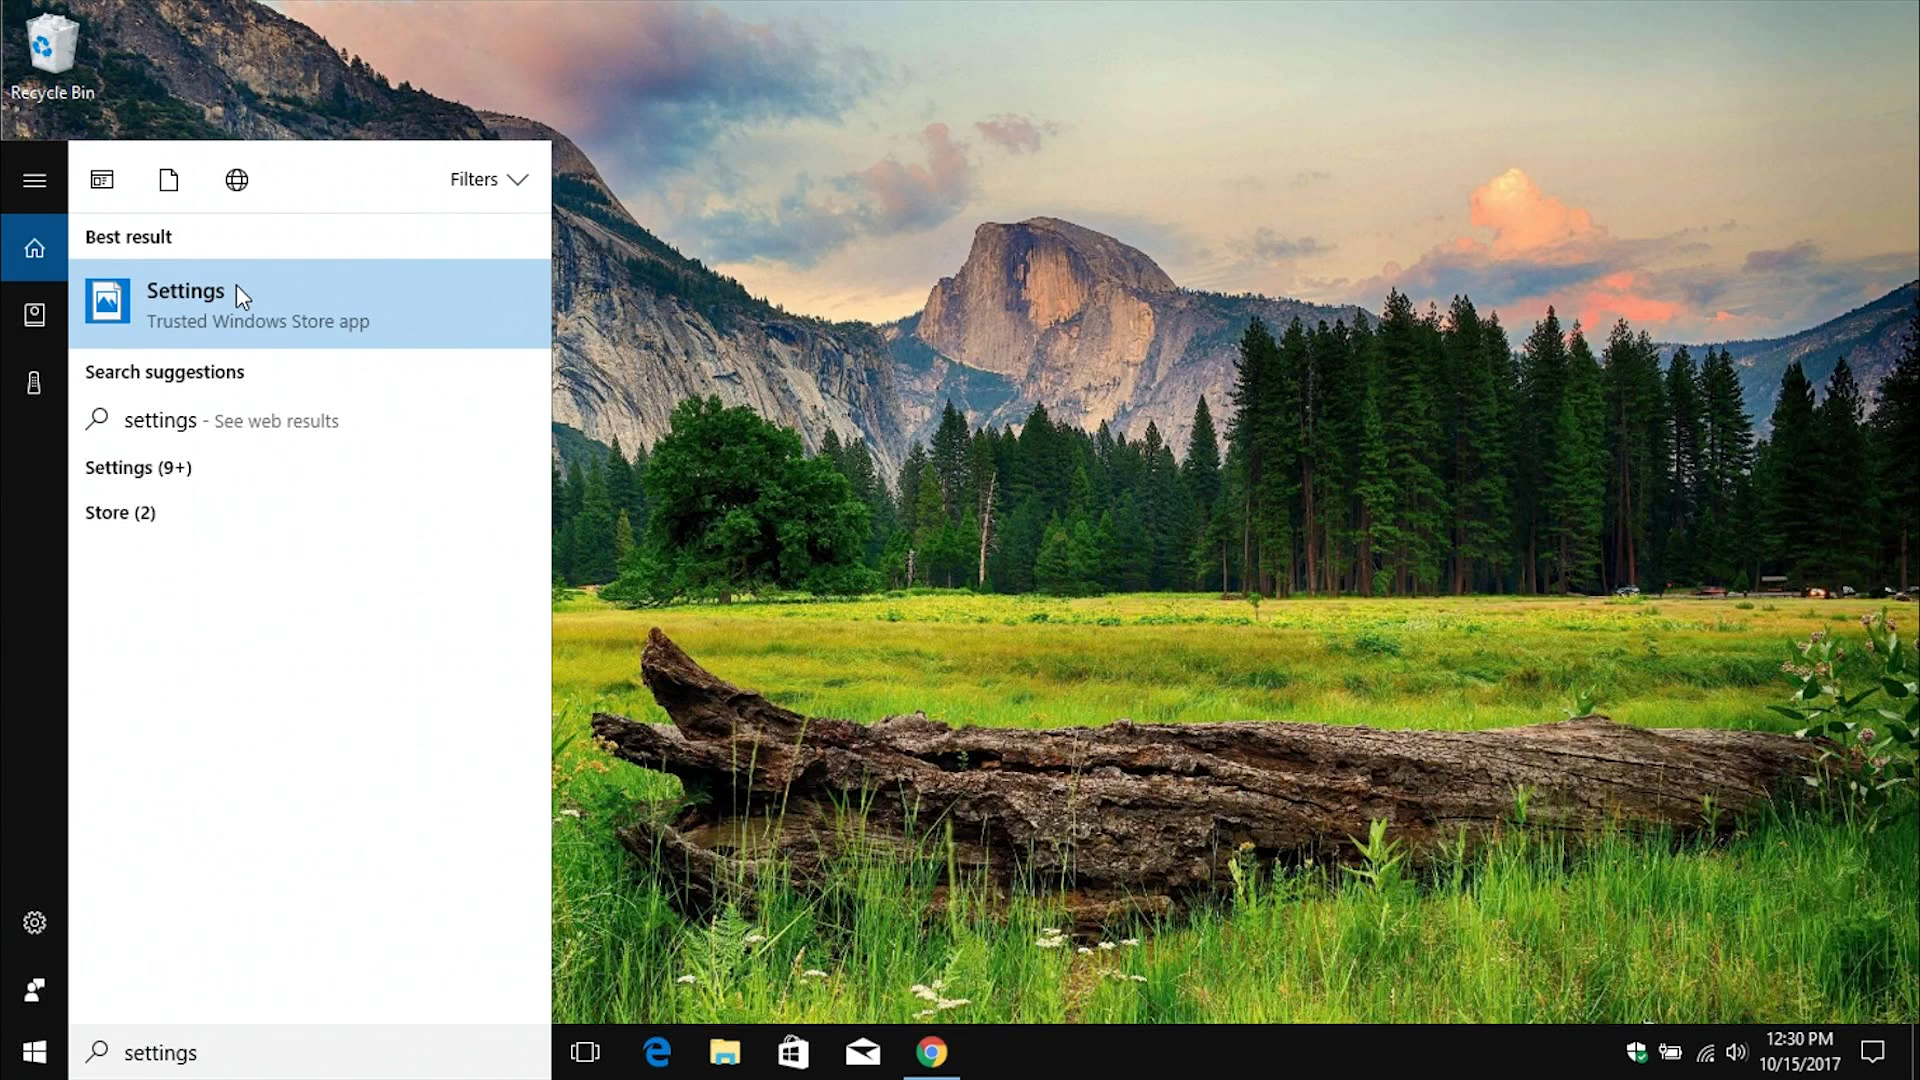 Recycle Bin
Filters
Best result
Settings
Trusted Windows Store app
Search suggestions
settings - See web results
Settings (9+)
Store (2)
settings
12:30 PM
10/15/2017